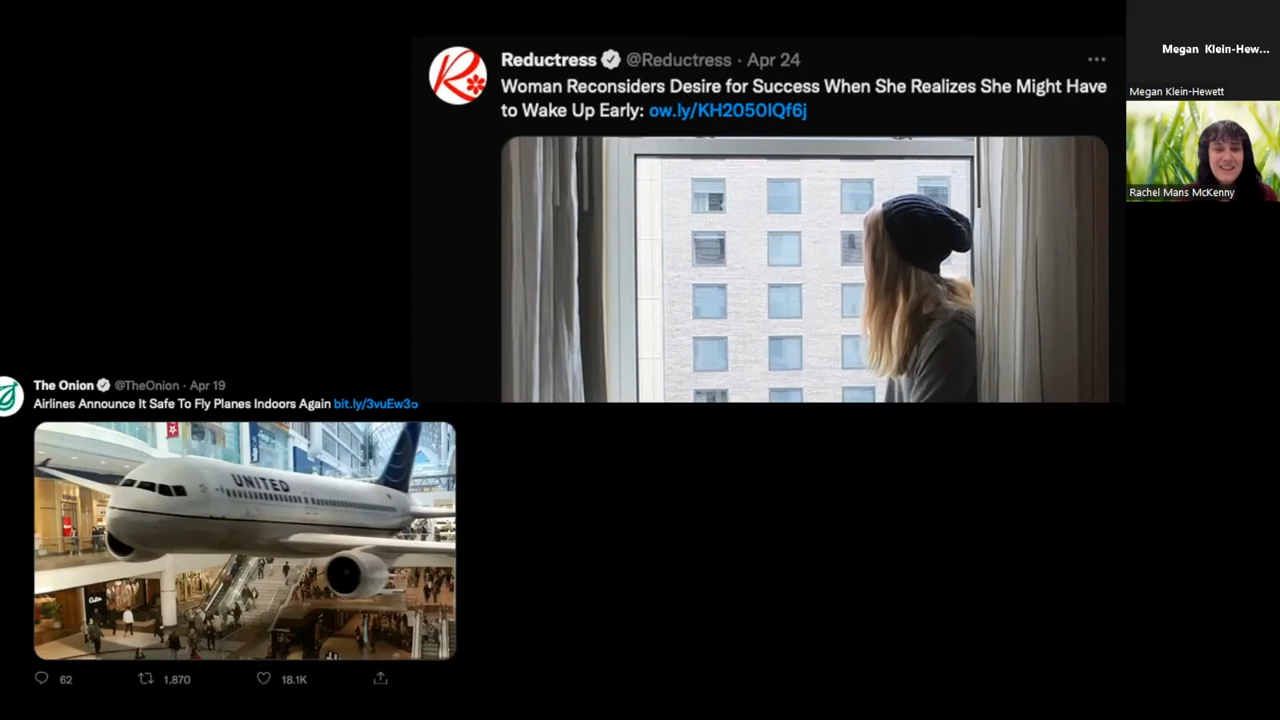 Reductress @Reductress · Apr 24
Woman Reconsiders Desire for Success When She Realizes She Might Have
to Wake Up Early: ow.ly/KH2050IQf6j
Megan Klein-Hew...
Megan Klein-Hewett
Rachel Mans McKenny
The Onion @TheOnion · Apr 19
Airlines Announce It Safe To Fly Planes Indoors Again bit.ly/3vuEw35
UNITED
62 1,870 18.1K